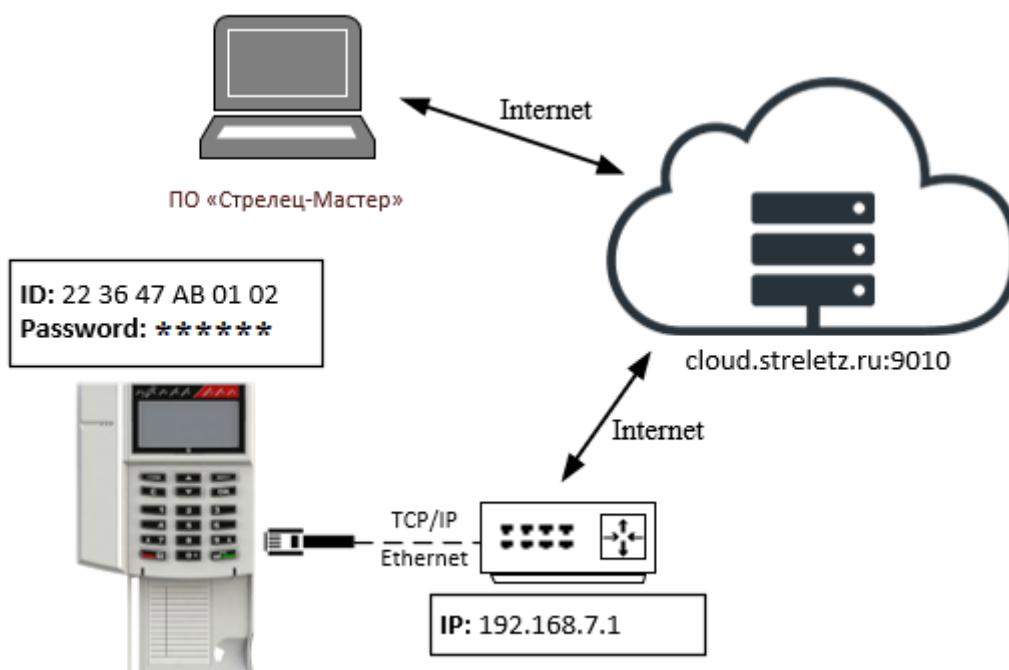 Internet
ПО «Стрелец-Мастер»
ID: 22 36 47 AB 01 02
Password: ******
cloud.streletz.ru:9010
Internet
TCP/IP
Ethernet
IP: 192.168.7.1